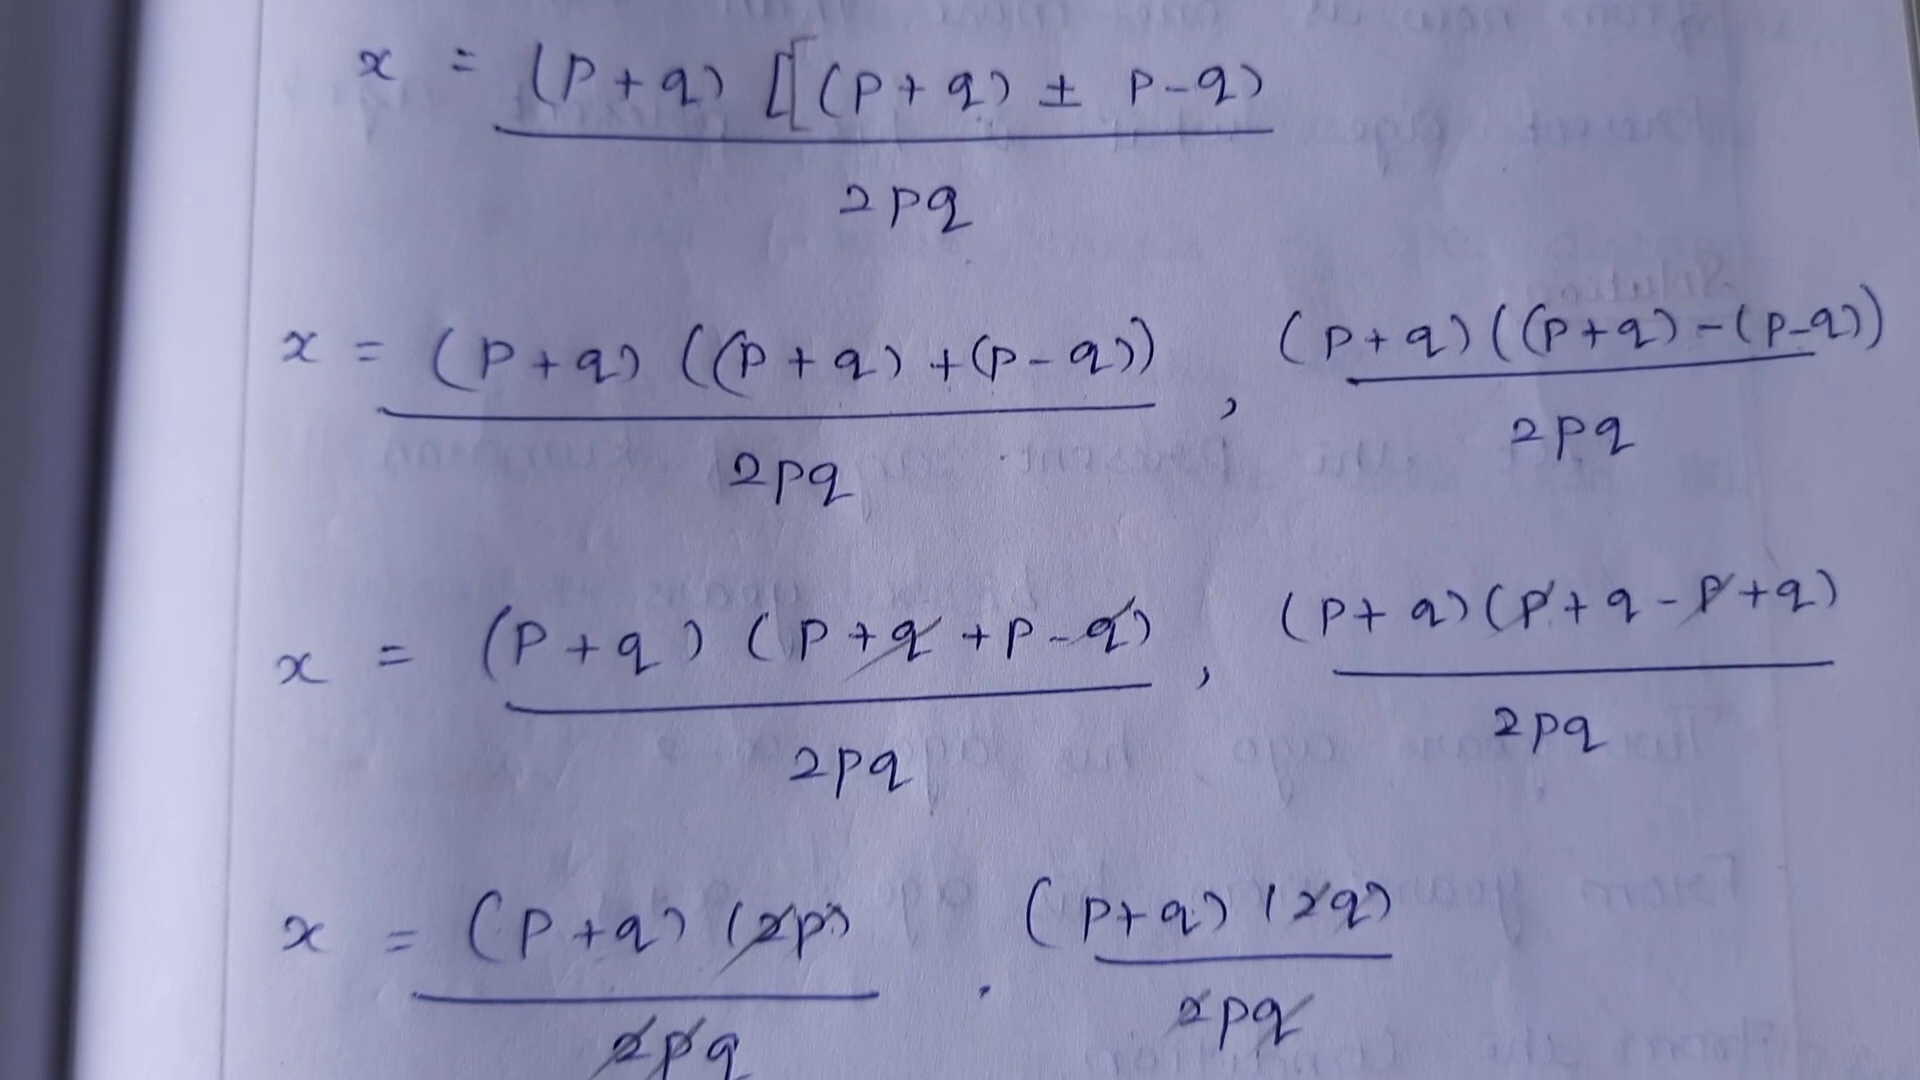 x = (P+q) [[(P+q) ± P-q)
2pq
x = (P+q) ((P+q) +(P-q)) , (P+q)((P+q)-(P-q))
2pq 2pq
x = (P+q) (P+q+P-q) , (P+q)(P+q-P+q)
2pq 2pq
x = (P+q) (2p) , (P+q) (2q)
2pq 2pq